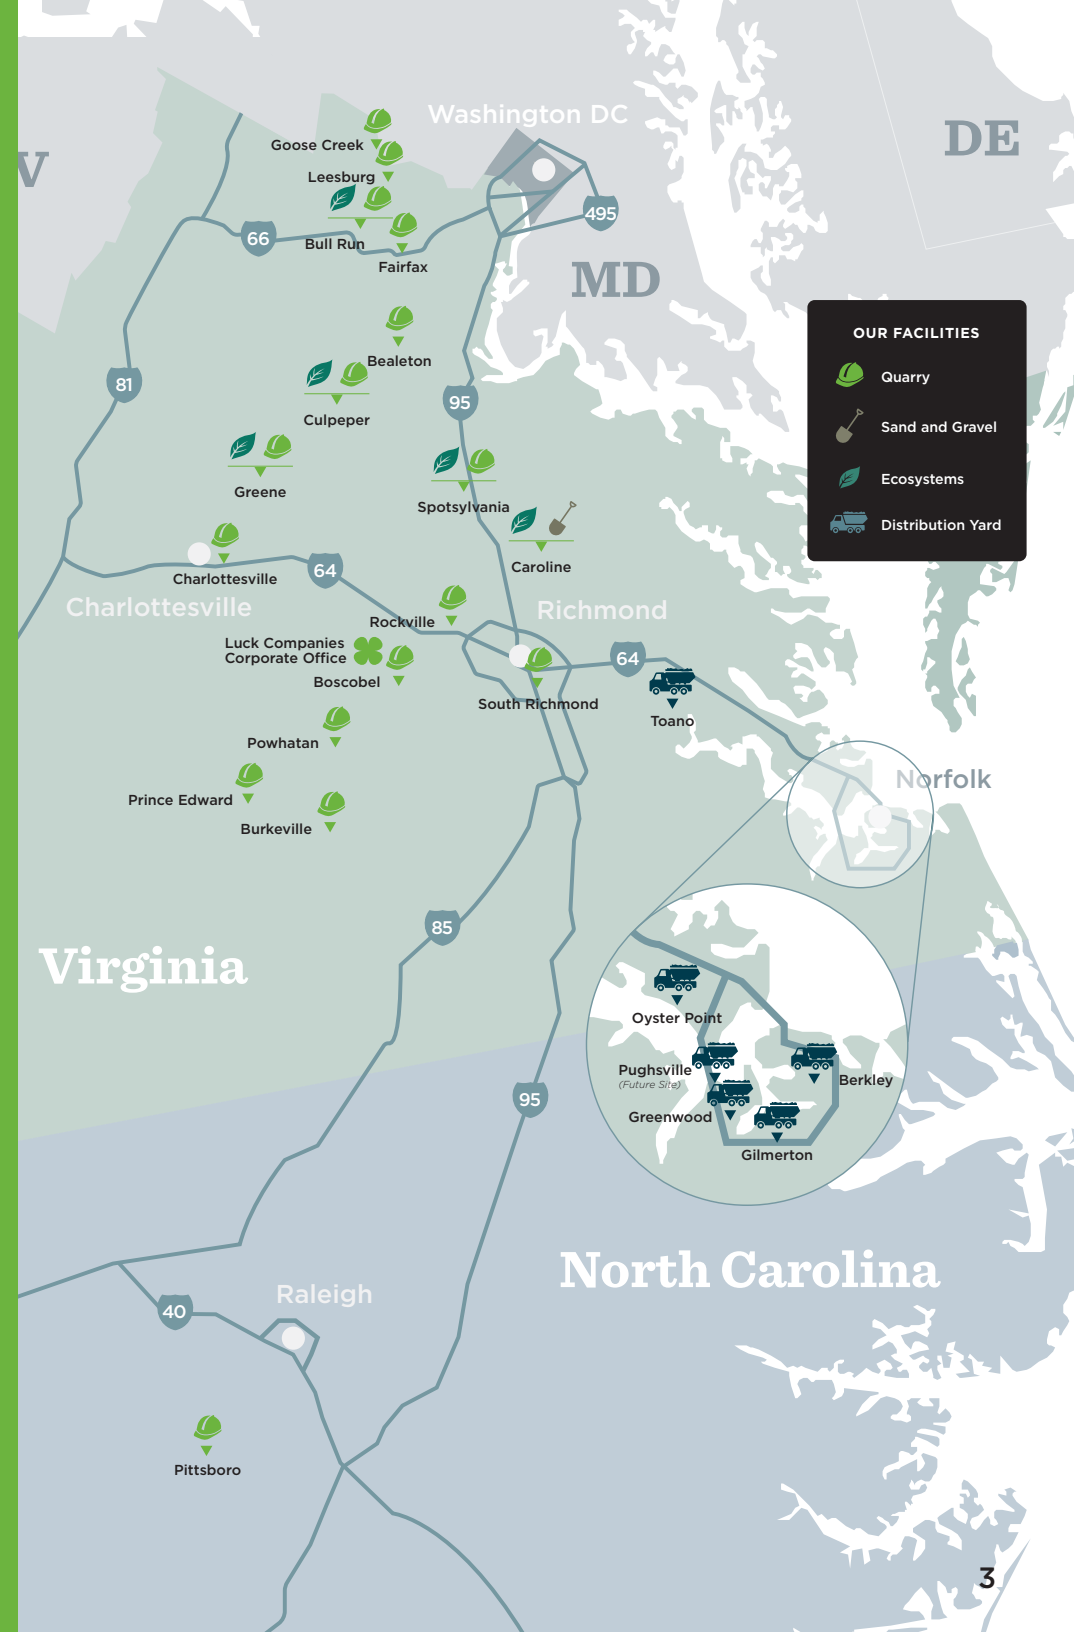 Washington DC
DE
Goose Creek
V
Leesburg
495
66
Bull Run
Fairfax
MD
OUR FACILITIES
Quarry
Sand and Gravel
Ecosystems
Distribution Yard
Bealeton
81
95
Culpeper
Greene
Spotsylvania
Caroline
64
Charlottesville
Charlottesville
Richmond
Rockville
Luck Companies
Corporate Office
64
Boscobel
South Richmond
Toano
Powhatan
Norfolk
Prince Edward
Burkeville
85
Virginia
Oyster Point
Pughsville
(Future Site)
Berkley
95
Greenwood
Gilmerton
North Carolina
Raleigh
40
Pittsboro
3